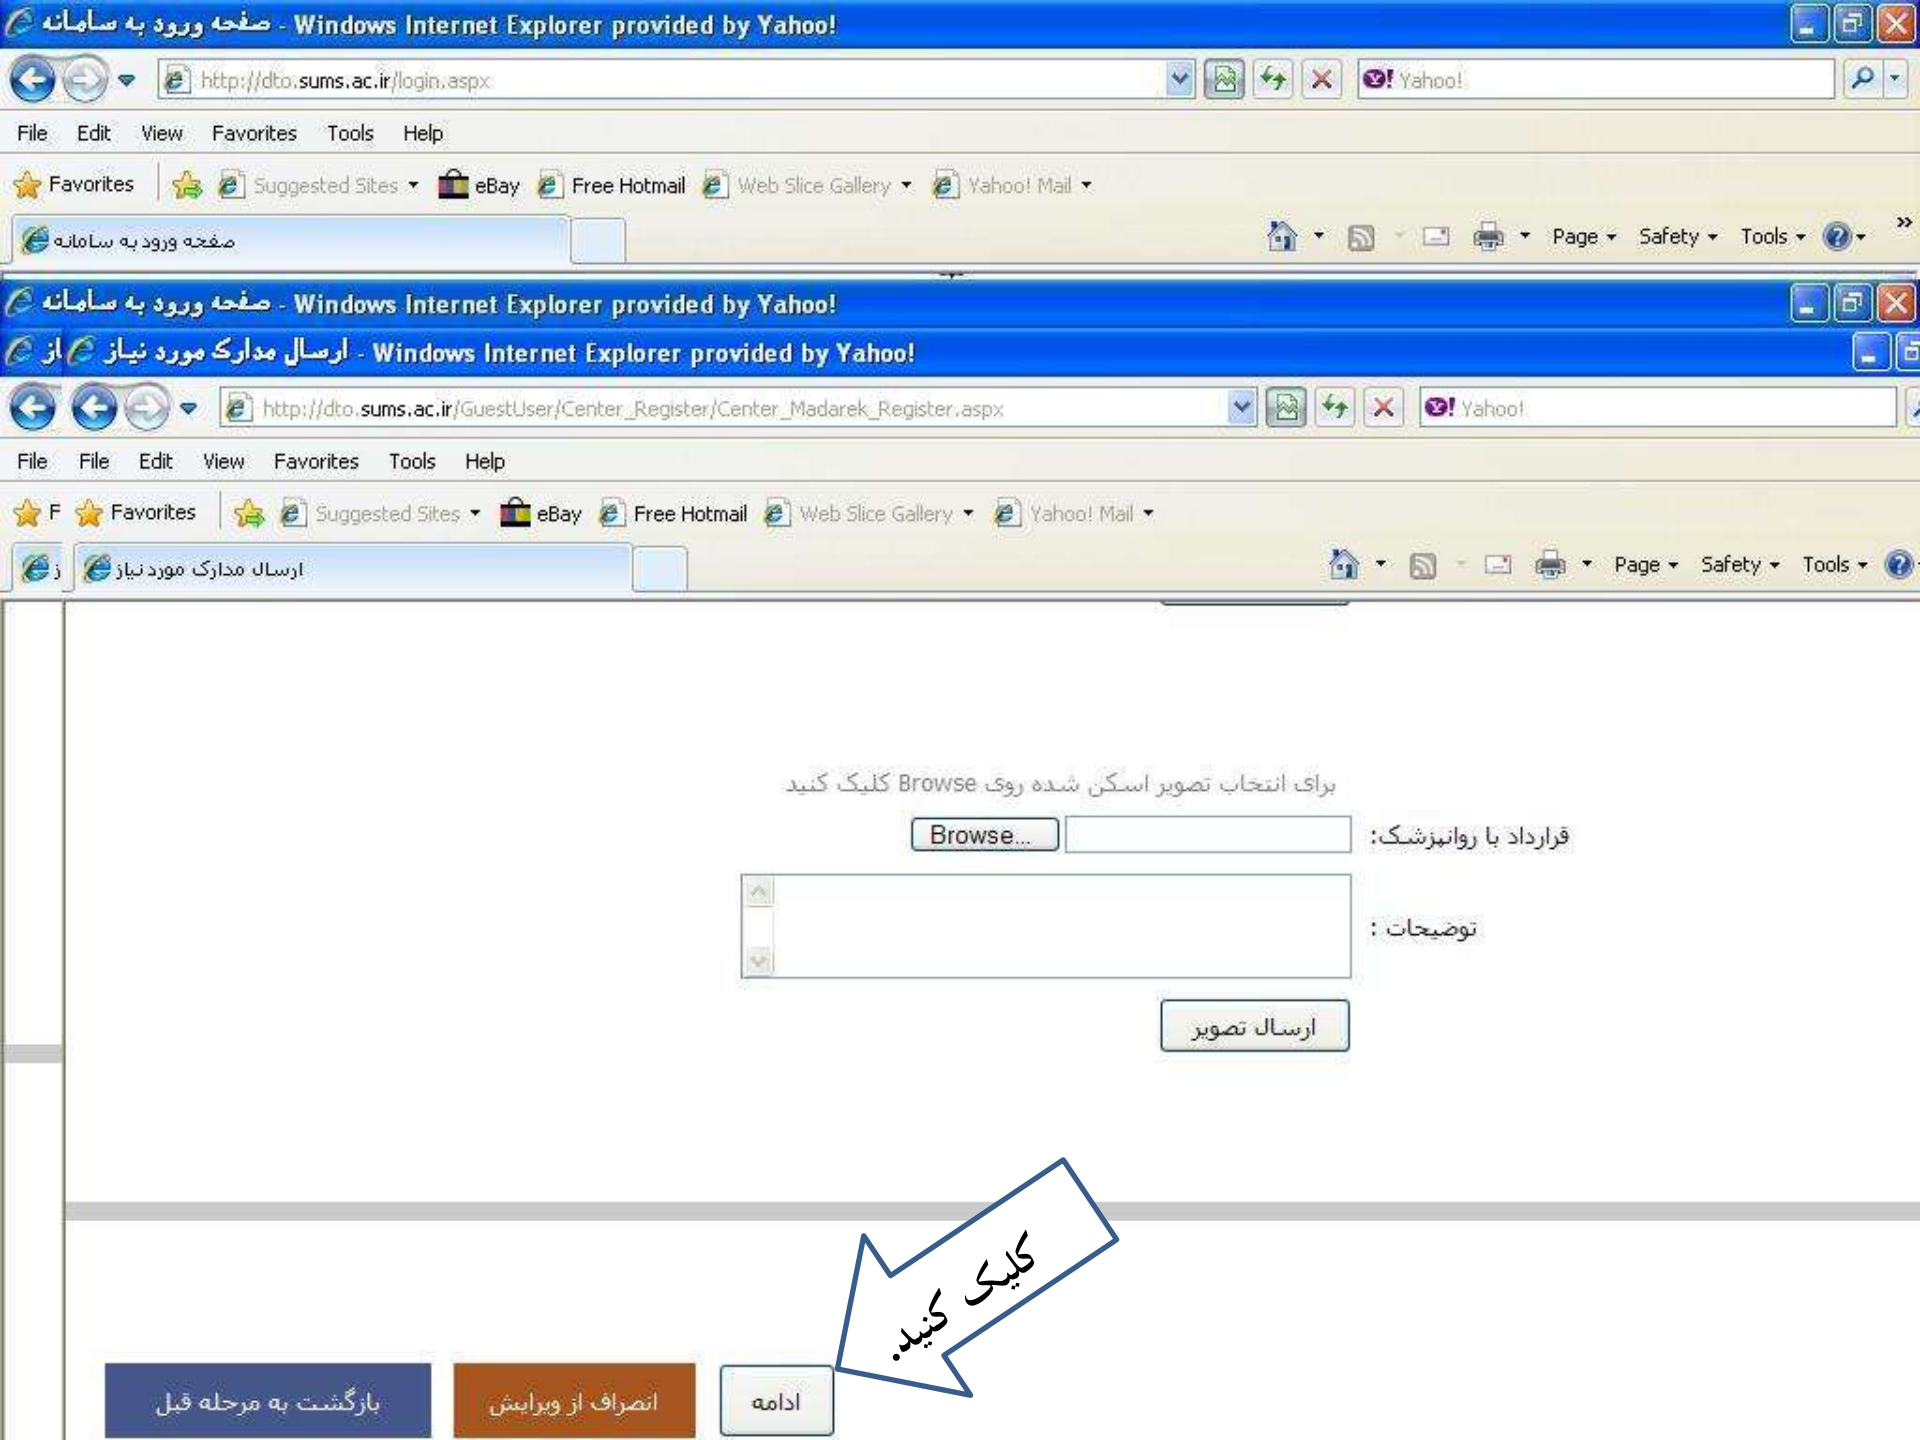 صفحه ورود به سامانه - Windows Internet Explorer provided by Yahoo!
http://dto.sums.ac.ir/login.aspx Yahoo!
File Edit View Favorites Tools Help
Favorites Suggested Sites eBay Free Hotmail Web Slice Gallery Yahoo! Mail
صفحه ورود به سامانه Page Safety Tools »
صفحه ورود به سامانه - Windows Internet Explorer provided by Yahoo!
از ارسال مدارک مورد نیاز - Windows Internet Explorer provided by Yahoo!
http://dto.sums.ac.ir/GuestUser/Center_Register/Center_Madarek_Register.aspx Yahoo!
File File Edit View Favorites Tools Help
F Favorites Suggested Sites eBay Free Hotmail Web Slice Gallery Yahoo! Mail
ز ارسال مدارک مورد نیاز Page Safety Tools
برای انتخاب تصویر اسکن شده روی Browse کلیک کنید
قرارداد با روانپزشک: Browse...
توضیحات :
ارسال تصویر
کلیک کنید.
ادامه انصراف از ویرایش بازگشت به مرحله قبل